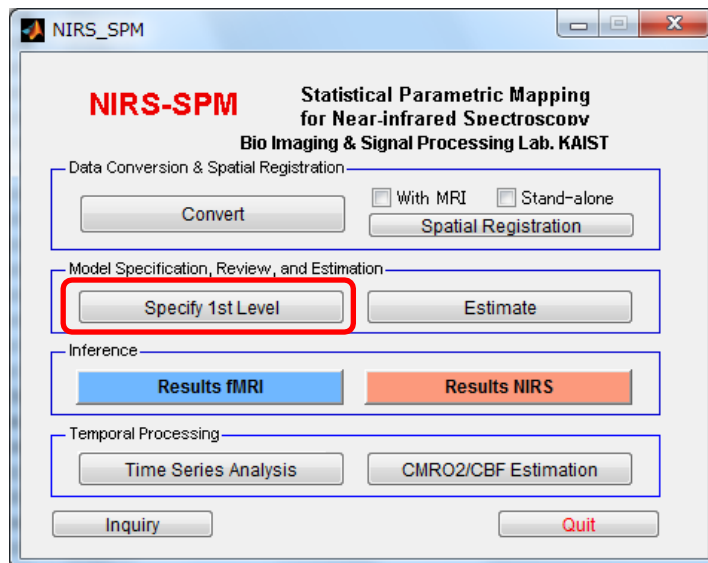 NIRS_SPM
NIRS-SPM
Statistical Parametric Mapping
for Near-infrared Spectroscopy
Bio Imaging & Signal Processing Lab. KAIST
Data Conversion & Spatial Registration
Convert
With MRI
Stand-alone
Spatial Registration
Model Specification, Review, and Estimation
Specify 1st Level
Estimate
Inference
Results fMRI
Results NIRS
Temporal Processing
Time Series Analysis
CMRO2/CBF Estimation
Inquiry
Quit